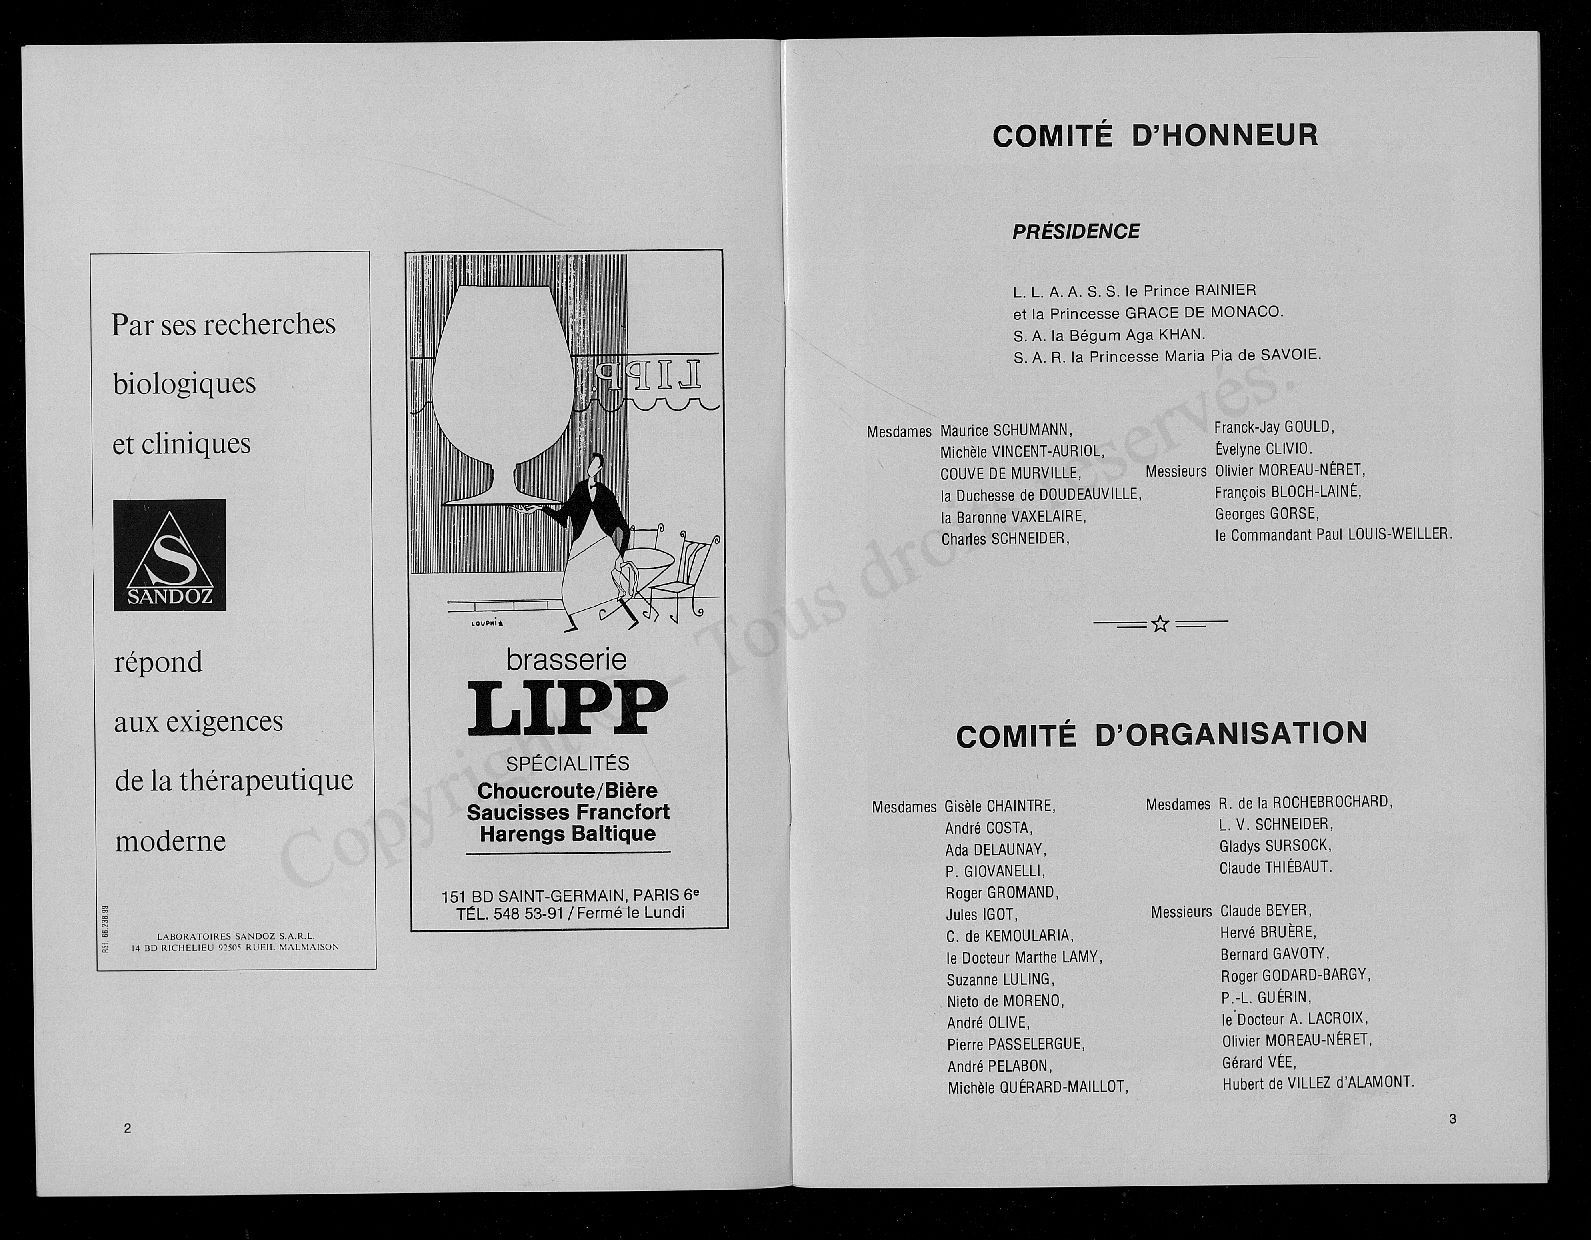 Par ses recherches
biologiques
et cliniques
S
SANDOZ
répond
aux exigences
de la thérapeutique
moderne
RÉF. 66.238.99
LABORATOIRES SANDOZ S.A.R.L.
14 BD RICHELIEU 92505 RUEIL MALMAISON
LIPP
LOUPHIA
brasserie
LIPP
SPÉCIALITÉS
Choucroute/Bière
Saucisses Francfort
Harengs Baltique
151 BD SAINT-GERMAIN, PARIS 6e
TÉL. 548 53-91 / Fermé le Lundi
2
COMITÉ D'HONNEUR
PRÉSIDENCE
L. L. A. A. S. S. le Prince RAINIER
et la Princesse GRACE DE MONACO.
S. A. la Bégum Aga KHAN.
S. A. R. la Princesse Maria Pia de SAVOIE.
Mesdames Maurice SCHUMANN,
Michèle VINCENT-AURIOL,
COUVE DE MURVILLE,
la Duchesse de DOUDEAUVILLE,
la Baronne VAXELAIRE,
Charles SCHNEIDER,
Franck-Jay GOULD,
Évelyne CLIVIO.
Messieurs Olivier MOREAU-NÉRET,
François BLOCH-LAINÉ,
Georges GORSE,
le Commandant Paul LOUIS-WEILLER.
COMITÉ D'ORGANISATION
Mesdames Gisèle CHAINTRE,
André COSTA,
Ada DELAUNAY,
P. GIOVANELLI,
Roger GROMAND,
Jules IGOT,
C. de KEMOULARIA,
le Docteur Marthe LAMY,
Suzanne LULING,
Nieto de MORENO,
André OLIVE,
Pierre PASSELERGUE,
André PELABON,
Michèle QUÉRARD-MAILLOT,
Mesdames R. de la ROCHEBROCHARD,
L. V. SCHNEIDER,
Gladys SURSOCK,
Claude THIÉBAUT.
Messieurs Claude BEYER,
Hervé BRUÈRE,
Bernard GAVOTY,
Roger GODARD-BARGY,
P.-L. GUÉRIN,
le Docteur A. LACROIX,
Olivier MOREAU-NÉRET,
Gérard VÉE,
Hubert de VILLEZ d'ALAMONT.
3
Copyright © - Tous droits réservés.